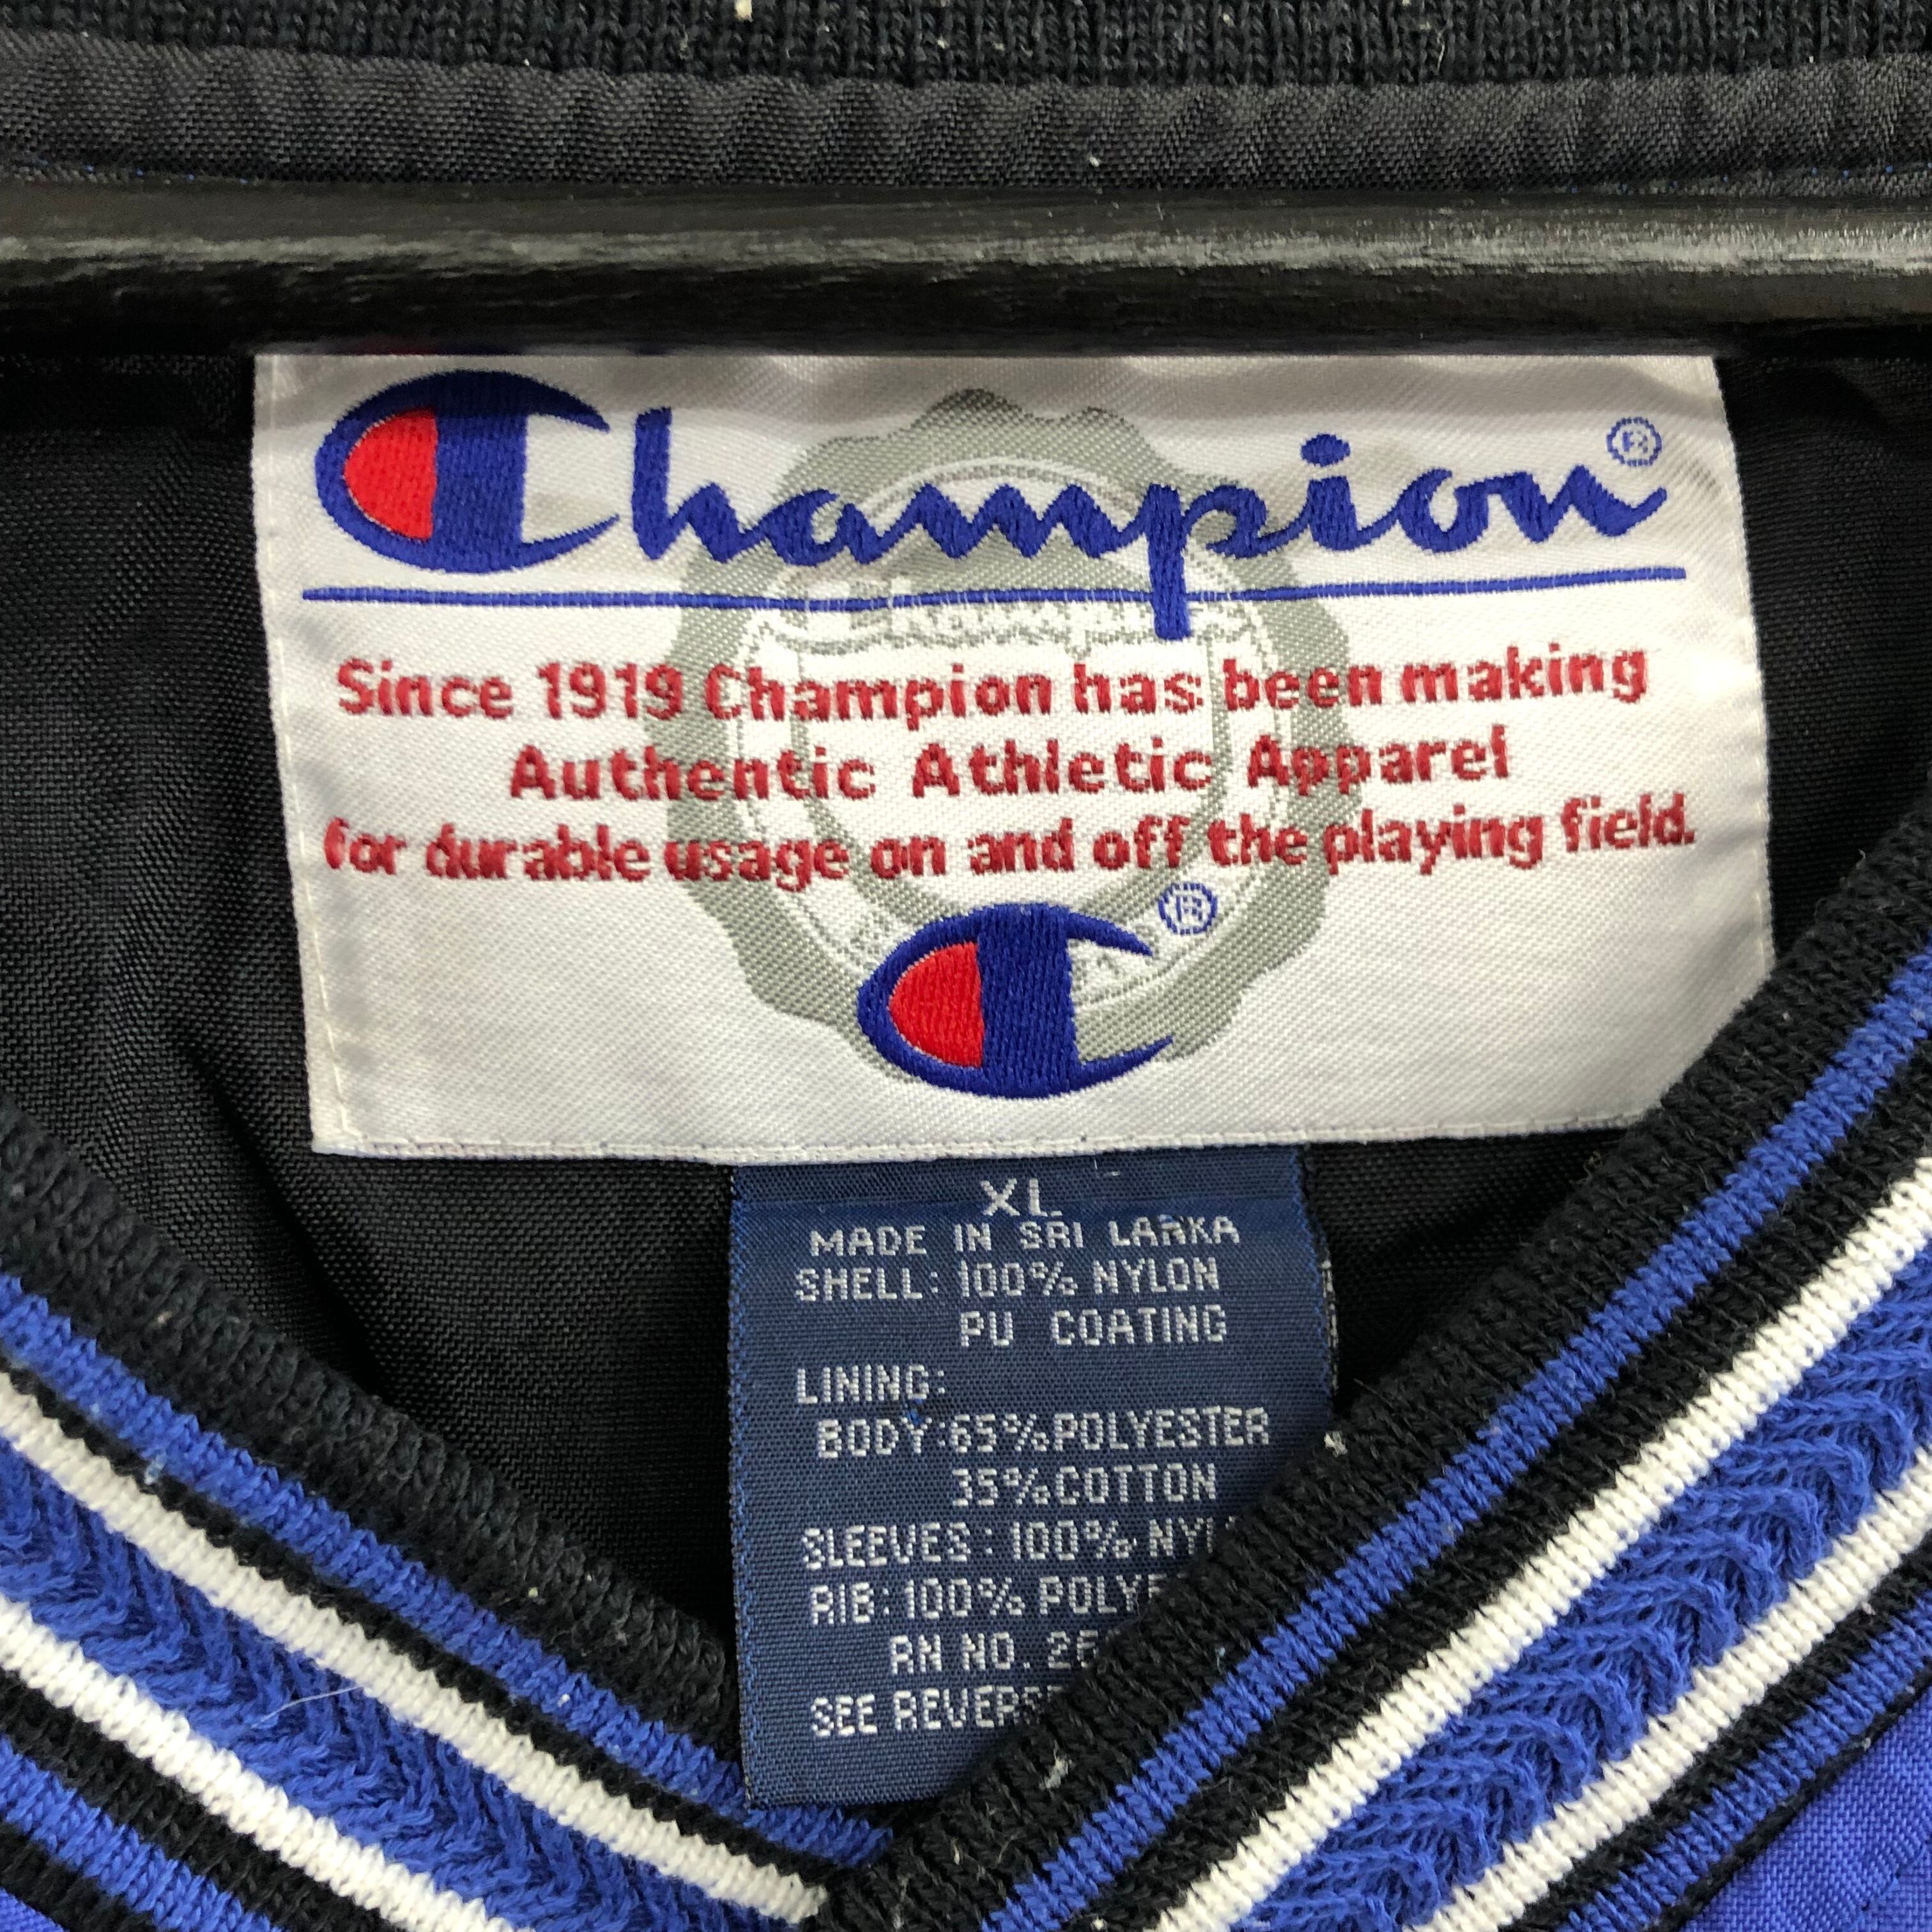 Champion®
Since 1919 Champion has been making
Authentic Athletic Apparel
for durable usage on and off the playing field.
®
XL
MADE IN SRI LANKA
SHELL: 100% NYLON
PU COATING
LINING:
BODY: 65% POLYESTER
35% COTTON
SLEEVES: 100%
RIB: 100%
RN NO.
SEE